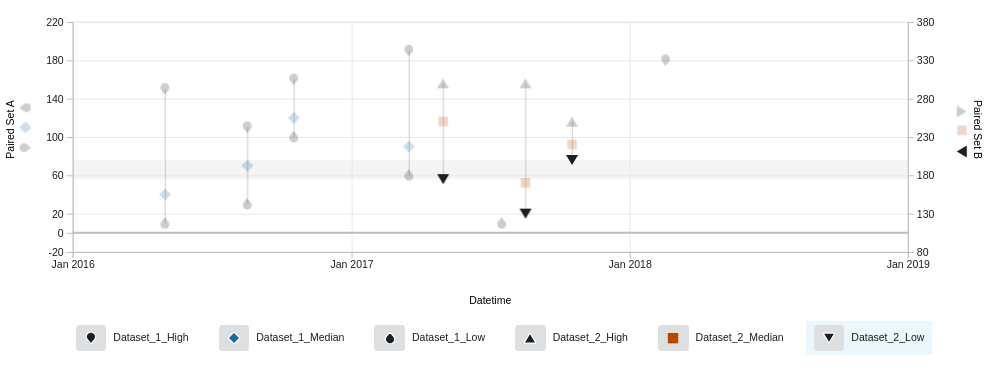 220
180
140
100
60
20
0
-20
380
330
280
230
180
130
80
Paired Set A
Paired Set B
Jan 2016
Jan 2017
Jan 2018
Jan 2019
Datetime
Dataset_1_High
Dataset_1_Median
Dataset_1_Low
Dataset_2_High
Dataset_2_Median
Dataset_2_Low